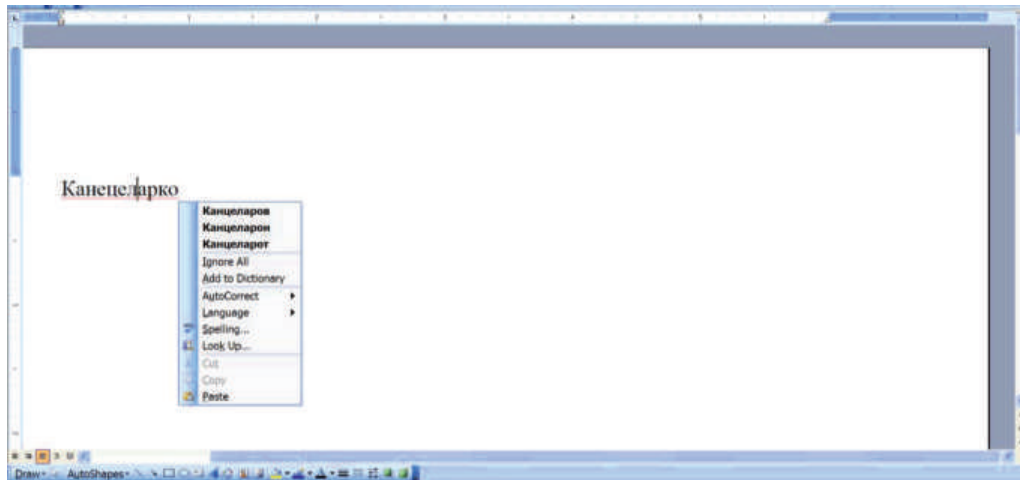 Канецеларко
Канцеларов
Канцеларон
Канцеларот
Ignore All
Add to Dictionary
AutoCorrect
Language
Spelling...
Look Up...
Cut
Copy
Paste
Draw
AutoShapes